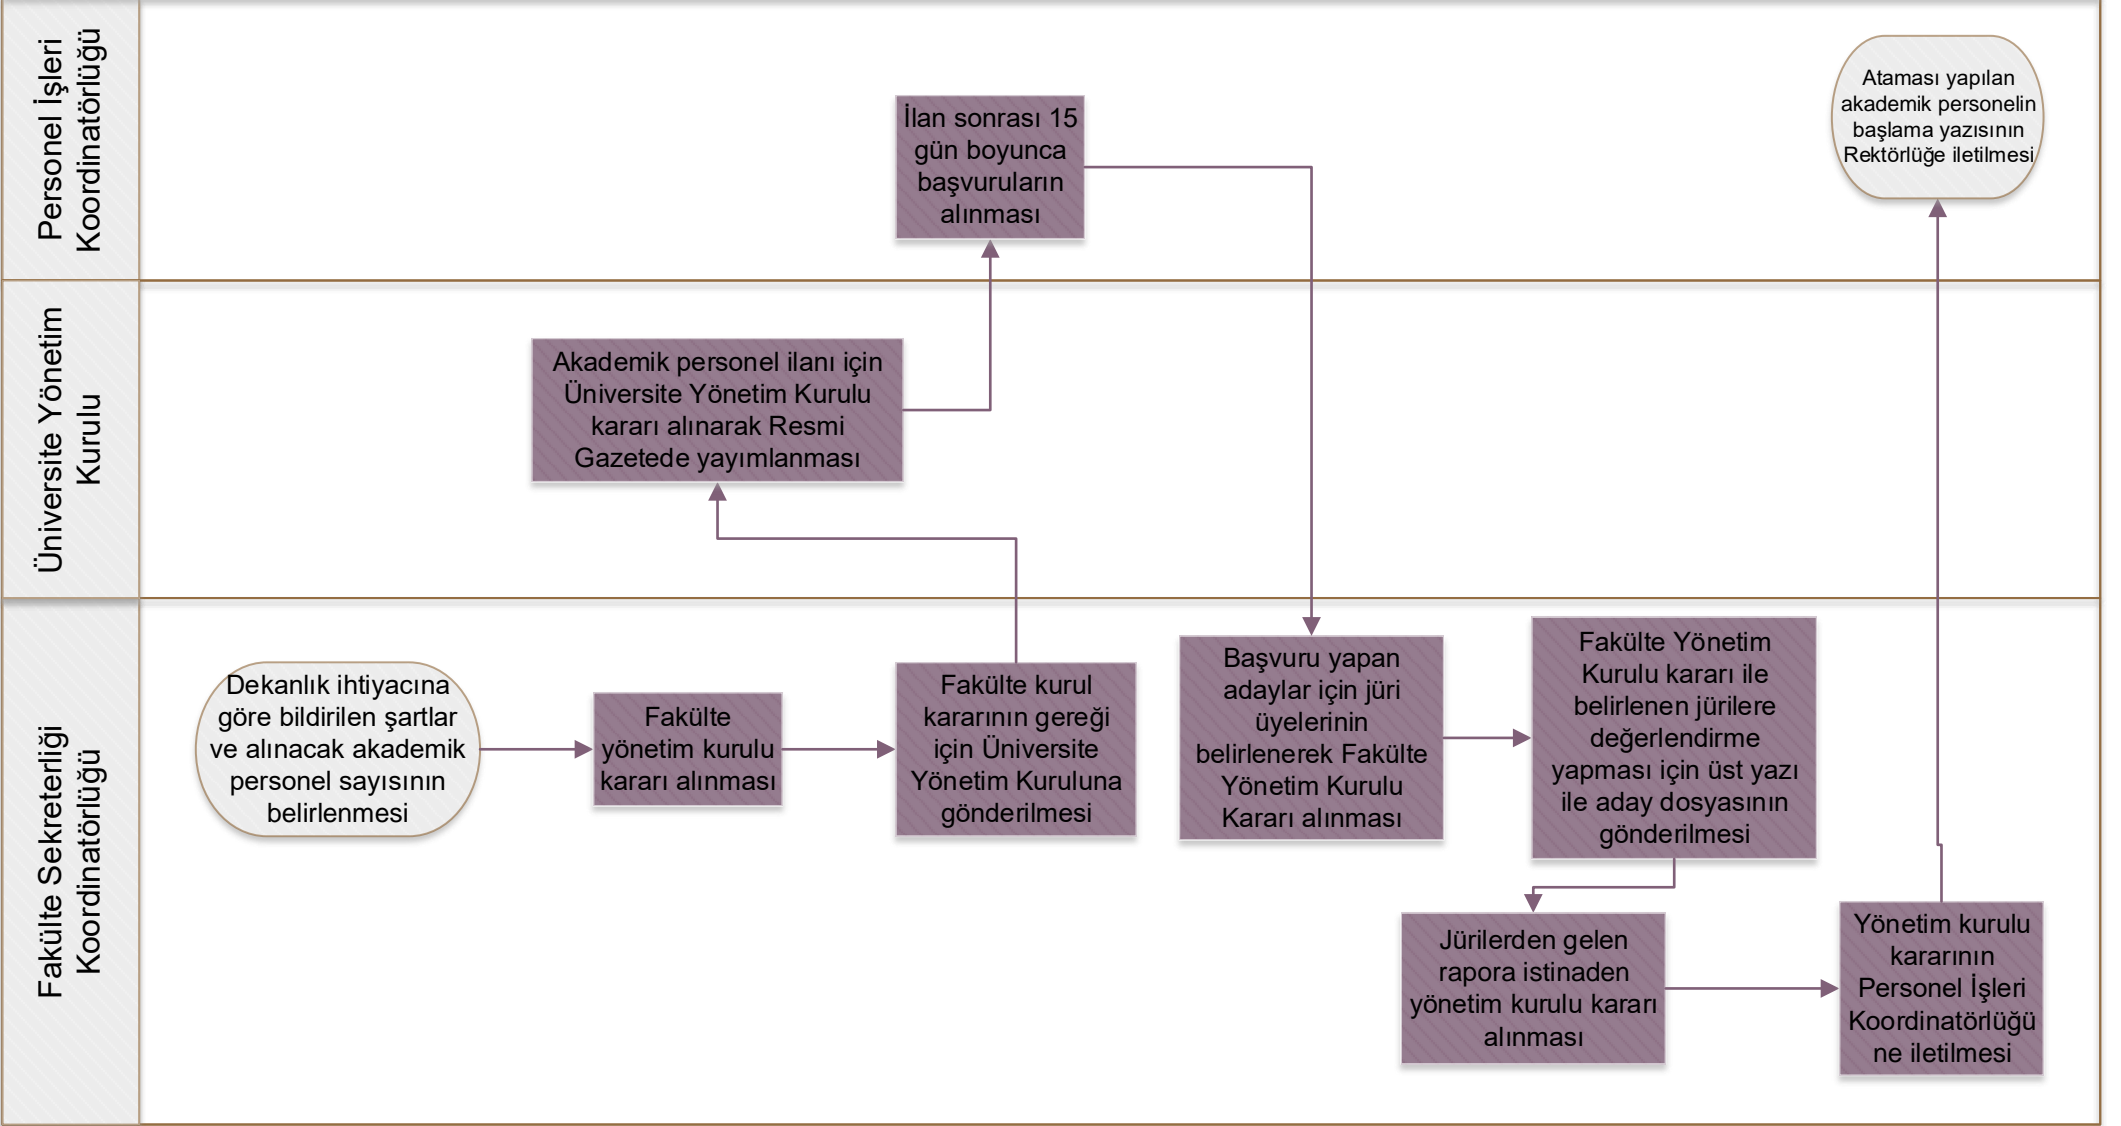 Personel İşleri
Koordinatörlüğü
İlan sonrası 15
gün boyunca
başvuruların
alınması
Ataması yapılan
akademik personelin
başlama yazısının
Rektörlüğe iletilmesi
Üniversite Yönetim
Kurulu
Akademik personel ilanı için
Üniversite Yönetim Kurulu
kararı alınarak Resmi
Gazetede yayımlanması
Fakülte Sekreterliği
Koordinatörlüğü
Dekanlık ihtiyacına
göre bildirilen şartlar
ve alınacak akademik
personel sayısının
belirlenmesi
Fakülte
yönetim kurulu
kararı alınması
Fakülte kurul
kararının gereği
için Üniversite
Yönetim Kuruluna
gönderilmesi
Başvuru yapan
adaylar için jüri
üyelerinin
belirlenerek Fakülte
Yönetim Kurulu
Kararı alınması
Fakülte Yönetim
Kurulu kararı ile
belirlenen jürilere
değerlendirme
yapması için üst yazı
ile aday dosyasının
gönderilmesi
Jürilerden gelen
rapora istinaden
yönetim kurulu kararı
alınması
Yönetim kurulu
kararının
Personel İşleri
Koordinatörlüğü
ne iletilmesi